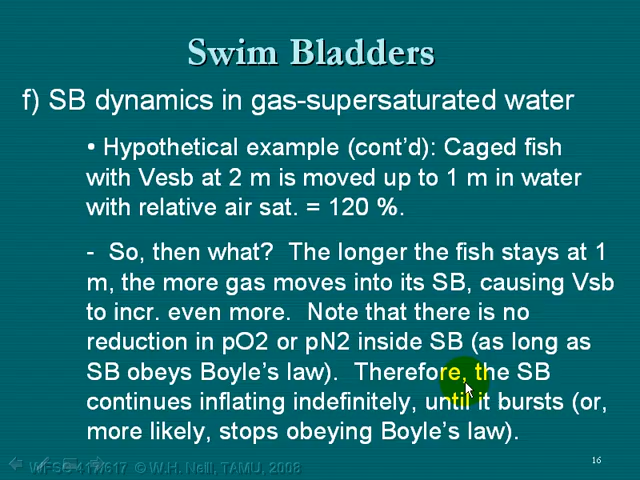 Swim Bladders
f) SB dynamics in gas-supersaturated water
• Hypothetical example (cont'd): Caged fish
with Vesb at 2 m is moved up to 1 m in water
with relative air sat. = 120 %.
- So, then what? The longer the fish stays at 1
m, the more gas moves into its SB, causing Vsb
to incr. even more. Note that there is no
reduction in pO2 or pN2 inside SB (as long as
SB obeys Boyle's law). Therefore, the SB
continues inflating indefinitely, until it bursts (or,
more likely, stops obeying Boyle's law).
WFSC 417/617 © W.H. Neill, TAMU, 2008
16